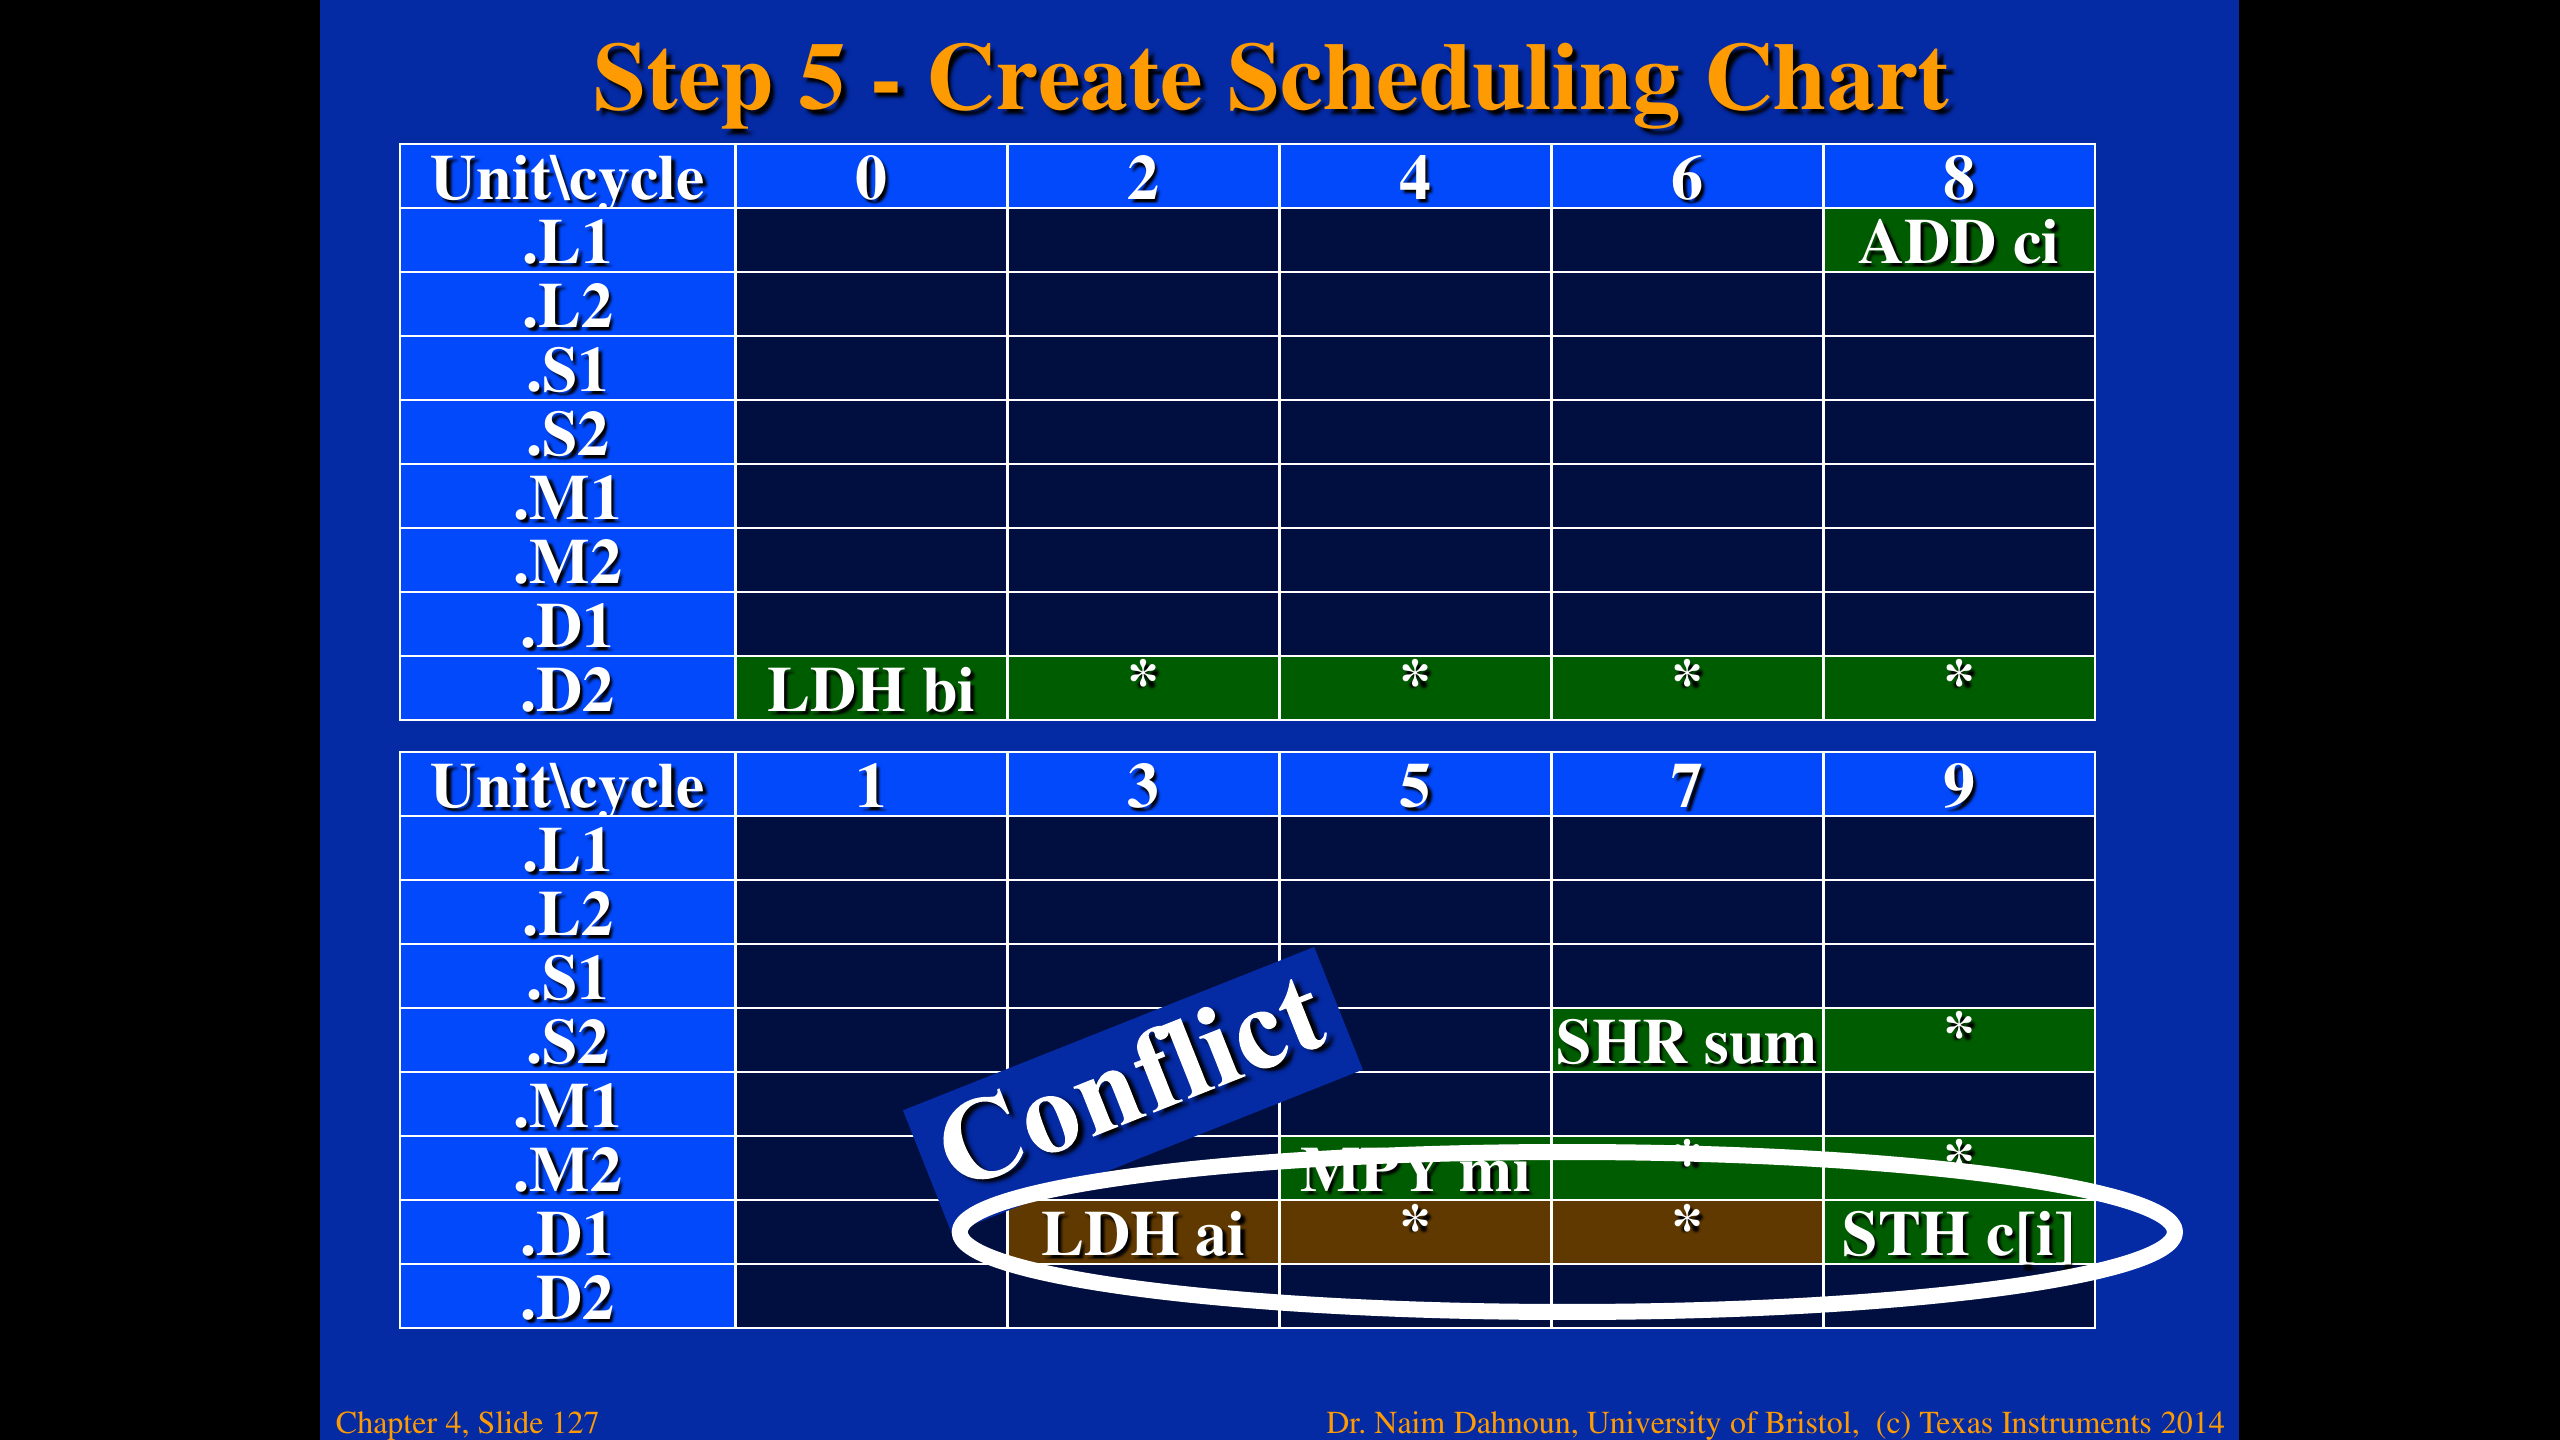 Step 5 - Create Scheduling Chart
Unit\cycle 0 2 4 6 8
.L1 ADD ci
.L2
.S1
.S2
.M1
.M2
.D1
.D2 LDH bi * * * *
Unit\cycle 1 3 5 7 9
.L1
.L2
.S1
.S2 SHR sum *
.M1
Conflict
.M2 MPY mi * *
.D1 LDH ai * * STH c[i]
.D2
Chapter 4, Slide 127
Dr. Naim Dahnoun, University of Bristol, (c) Texas Instruments 2014